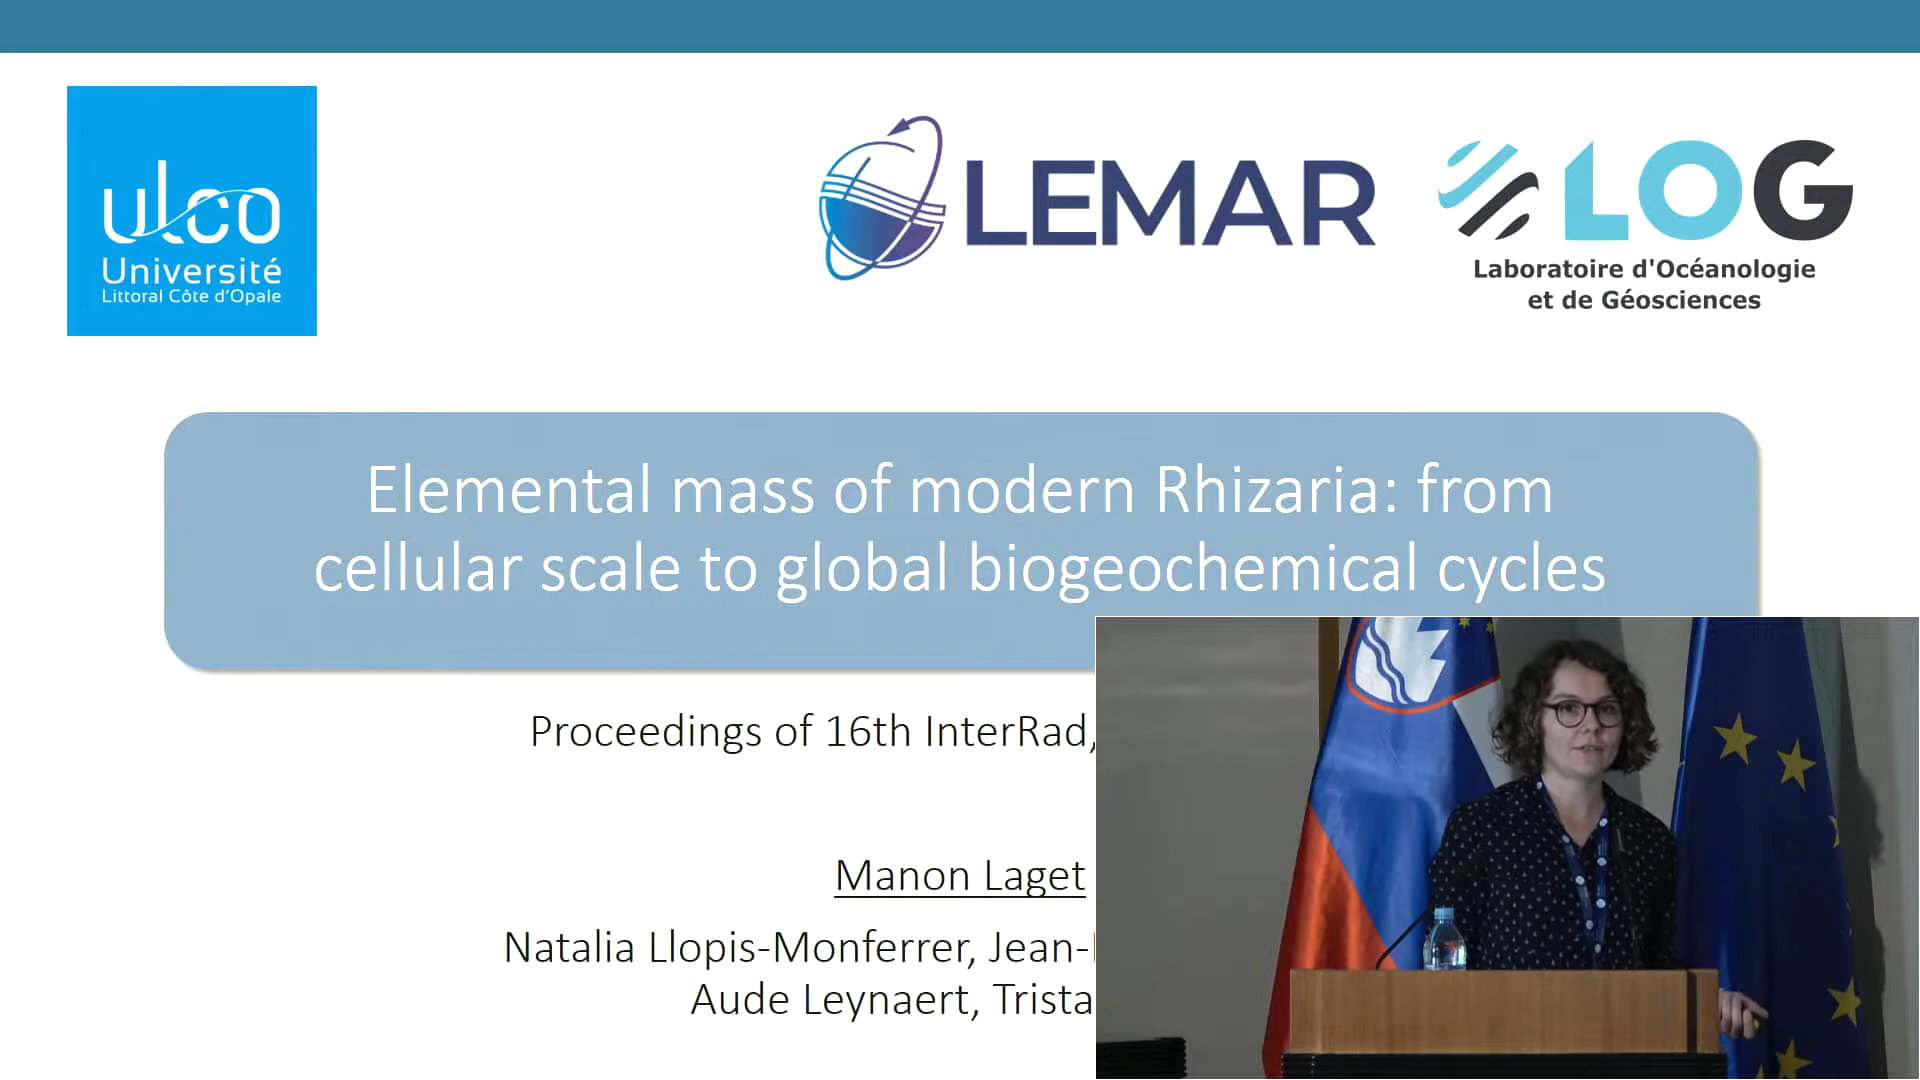 ulco
Université
Littoral Côte d'Opale
LEMAR
LOG
Laboratoire d'Océanologie
et de Géosciences
Elemental mass of modern Rhizaria: from
cellular scale to global biogeochemical cycles
Proceedings of 16th InterRad,
Manon Laget
Natalia Llopis-Monferrer, Jean-
Aude Leynaert, Trista